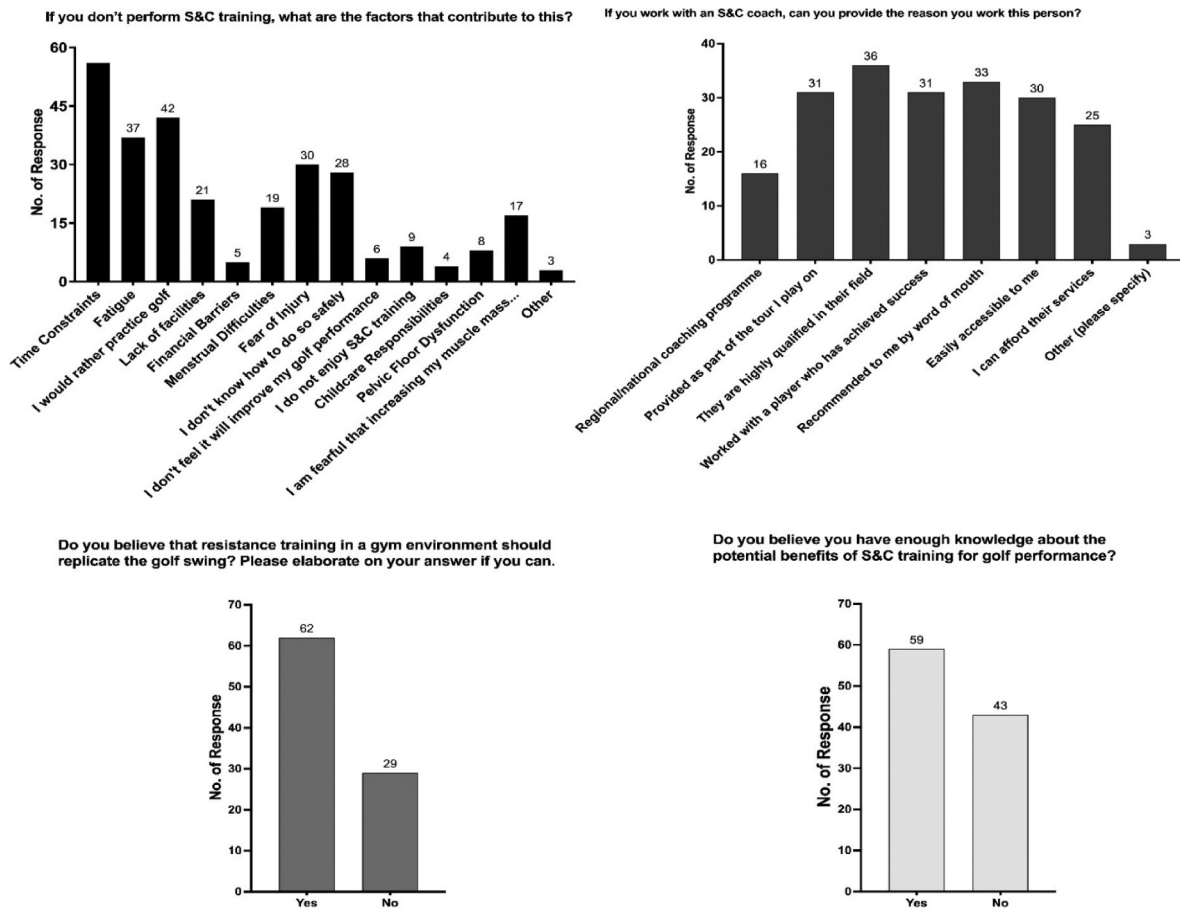 If you don't perform S&C training, what are the factors that contribute to this?
60
45
30
15
0
No. of Response
37
42
21
5
19
30
28
6
9
4
8
17
3
Time Constraints
Fatigue
I would rather practice golf
Lack of facilities
Financial Barriers
Menstrual Difficulties
Fear of Injury
I don't know how to do so safely
I don't feel it will improve my golf performance
I do not enjoy S&C training
Childcare Responsibilities
Pelvic Floor Dysfunction
I am fearful that increasing my muscle mass...
Other
If you work with an S&C coach, can you provide the reason you work this person?
40
30
20
10
0
No. of Response
16
31
36
31
33
30
25
3
Regional/national coaching programme
Provided as part of the tour I play on
They are highly qualified in their field
Worked with a player who has achieved success
Recommended to me by word of mouth
Easily accessible to me
I can afford their services
Other (please specify)
Do you believe that resistance training in a gym environment should
replicate the golf swing? Please elaborate on your answer if you can.
70
60
50
40
30
20
10
0
No. of Response
62
29
Yes
No
Do you believe you have enough knowledge about the
potential benefits of S&C training for golf performance?
70
60
50
40
30
20
10
0
No. of Response
59
43
Yes
No